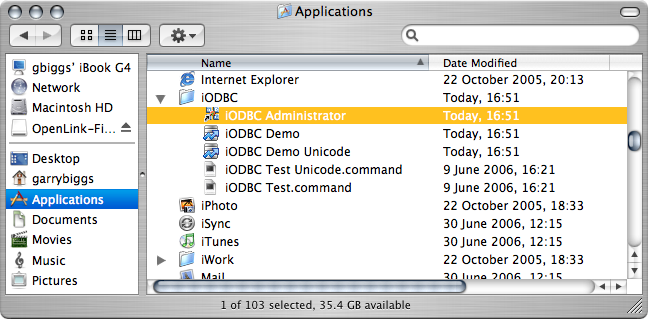 Applications
Name Date Modified
gbiggs’ iBook G4
Network
Macintosh HD
OpenLink-Fi...
Desktop
garrybiggs
Applications
Documents
Movies
Music
Pictures
Internet Explorer 22 October 2005, 20:13
iODBC Today, 16:51
iODBC Administrator Today, 16:51
iODBC Demo Today, 16:51
iODBC Demo Unicode Today, 16:51
iODBC Test Unicode.command 9 June 2006, 16:21
iODBC Test.command 9 June 2006, 16:21
iPhoto 22 October 2005, 18:33
iSync 30 June 2006, 12:15
iTunes 30 June 2006, 12:15
iWork 22 October 2005, 18:33
Mail 30 June 2006, 12:15
1 of 103 selected, 35.4 GB available